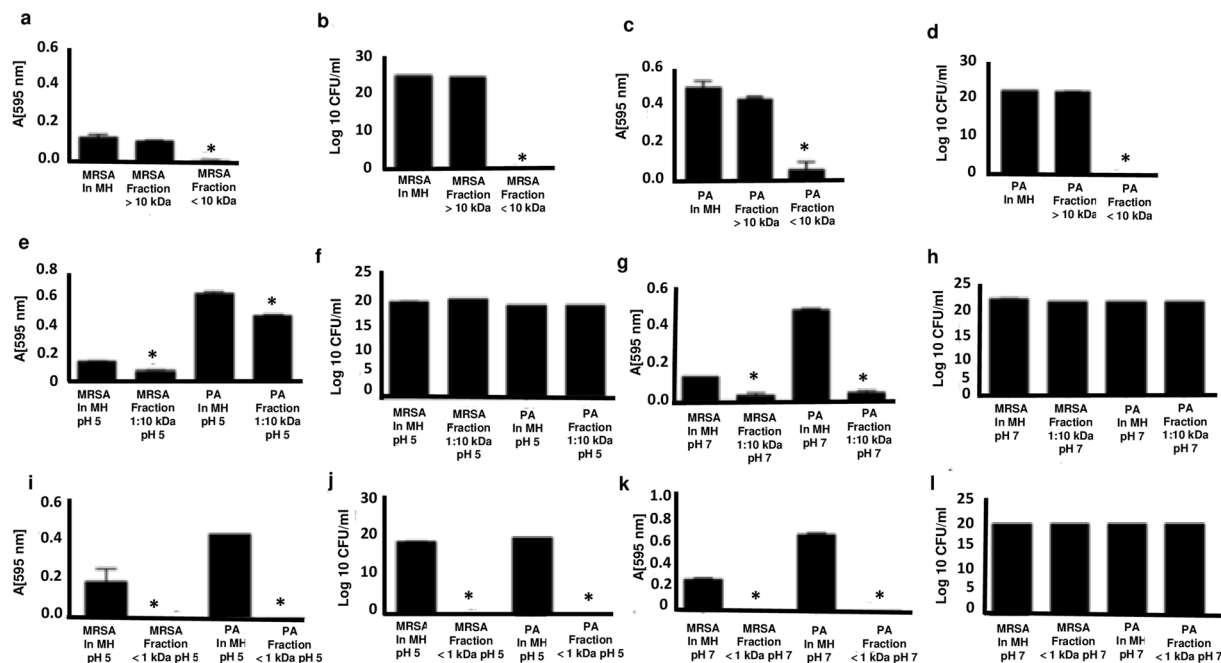 a
A[595 nm]
0.6
0.4
0.2
0.0
MRSA
In MH
MRSA
Fraction
> 10 kDa
*
MRSA
Fraction
< 10 kDa
b
Log 10 CFU/ml
30
20
10
0
MRSA
In MH
MRSA
Fraction
> 10 kDa
*
MRSA
Fraction
< 10 kDa
c
A[595 nm]
0.6
0.4
0.2
0.0
PA
In MH
PA
Fraction
> 10 kDa
*
PA
Fraction
< 10 kDa
d
Log 10 CFU/ml
30
20
10
0
PA
In MH
PA
Fraction
> 10 kDa
*
PA
Fraction
< 10 kDa
e
A[595 nm]
0.8
0.6
0.4
0.2
0
MRSA
In MH
pH 5
*
MRSA
Fraction
1:10 kDa
pH 5
PA
In MH
pH 5
*
PA
Fraction
1:10 kDa
pH 5
f
Log 10 CFU/ml
25
20
15
10
5
0
MRSA
In MH
pH 5
MRSA
Fraction
1:10 kDa
pH 5
PA
In MH
pH 5
PA
Fraction
1:10 kDa
pH 5
g
A[595 nm]
0.6
0.4
0.2
0.0
MRSA
In MH
pH 7
*
MRSA
Fraction
1:10 kDa
pH 7
PA
In MH
pH 7
*
PA
Fraction
1:10 kDa
pH 7
h
Log 10 CFU/ml
25
20
15
10
5
0
MRSA
In MH
pH 7
MRSA
Fraction
1:10 kDa
pH 7
PA
In MH
pH 7
PA
Fraction
1:10 kDa
pH 7
i
A[595 nm]
0.6
0.4
0.2
0.0
MRSA
In MH
pH 5
*
MRSA
Fraction
< 1 kDa pH 5
PA
In MH
pH 5
*
PA
Fraction
< 1 kDa pH 5
j
Log 10 CFU/ml
30
20
10
0
MRSA
In MH
pH 5
*
MRSA
Fraction
< 1 kDa pH 5
PA
In MH
pH 5
*
PA
Fraction
< 1 kDa pH 5
k
A[595 nm]
1.0
0.8
0.6
0.4
0.2
0
MRSA
In MH
pH 7
*
MRSA
Fraction
< 1 kDa pH 7
PA
In MH
pH 7
*
PA
Fraction
< 1 kDa pH 7
l
Log 10 CFU/ml
25
20
15
10
5
0
MRSA
In MH
pH 7
MRSA
Fraction
< 1 kDa pH 7
PA
In MH
pH 7
PA
Fraction
< 1 kDa pH 7